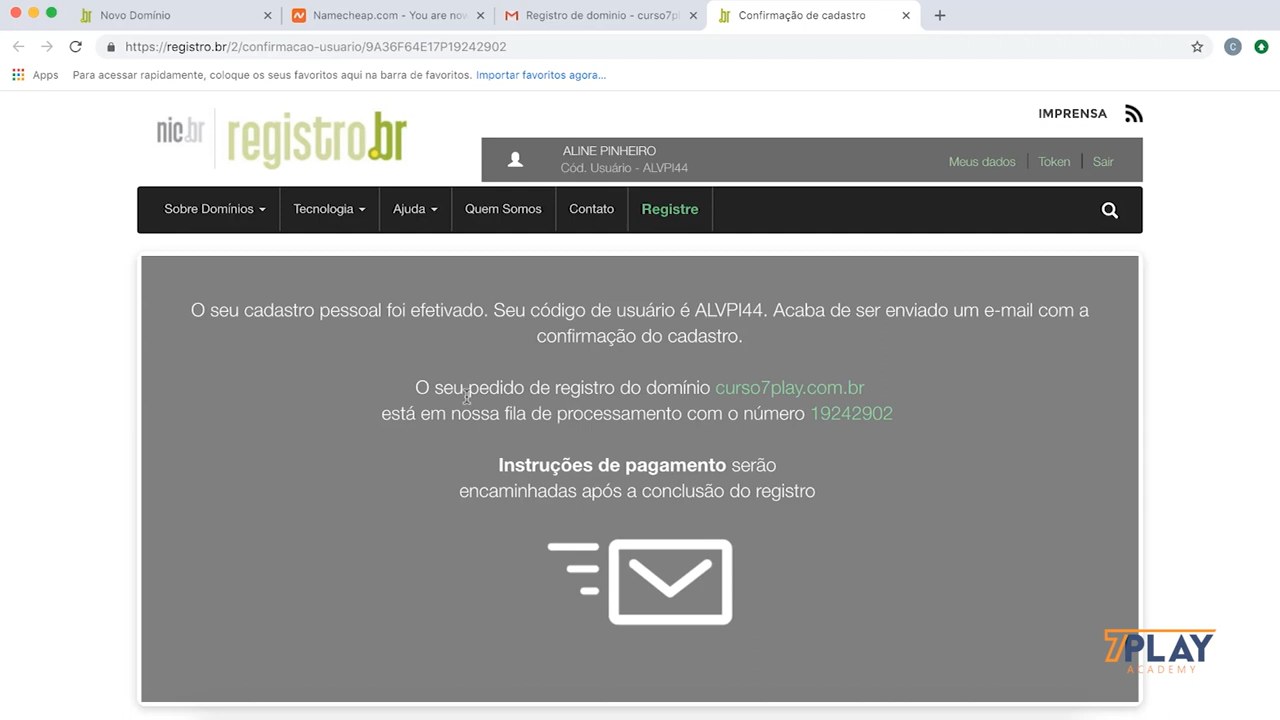 Novo Domínio
Namecheap.com - You are now
Registro de dominio - curso7pl
Confirmação de cadastro
https://registro.br/2/confirmacao-usuario/9A36F64E17P19242902
C
Apps
Para acessar rapidamente, coloque os seus favoritos aqui na barra de favoritos. Importar favoritos agora...
nic.br
registro.br
IMPRENSA
ALINE PINHEIRO
Cód. Usuário - ALVPI44
Meus dados
Token
Sair
Sobre Domínios
Tecnologia
Ajuda
Quem Somos
Contato
Registre
O seu cadastro pessoal foi efetivado. Seu código de usuário é ALVPI44. Acaba de ser enviado um e-mail com a
confirmação do cadastro.
O seu pedido de registro do domínio curso7play.com.br
está em nossa fila de processamento com o número 19242902
Instruções de pagamento serão
encaminhadas após a conclusão do registro
7PLAY
ACADEMY